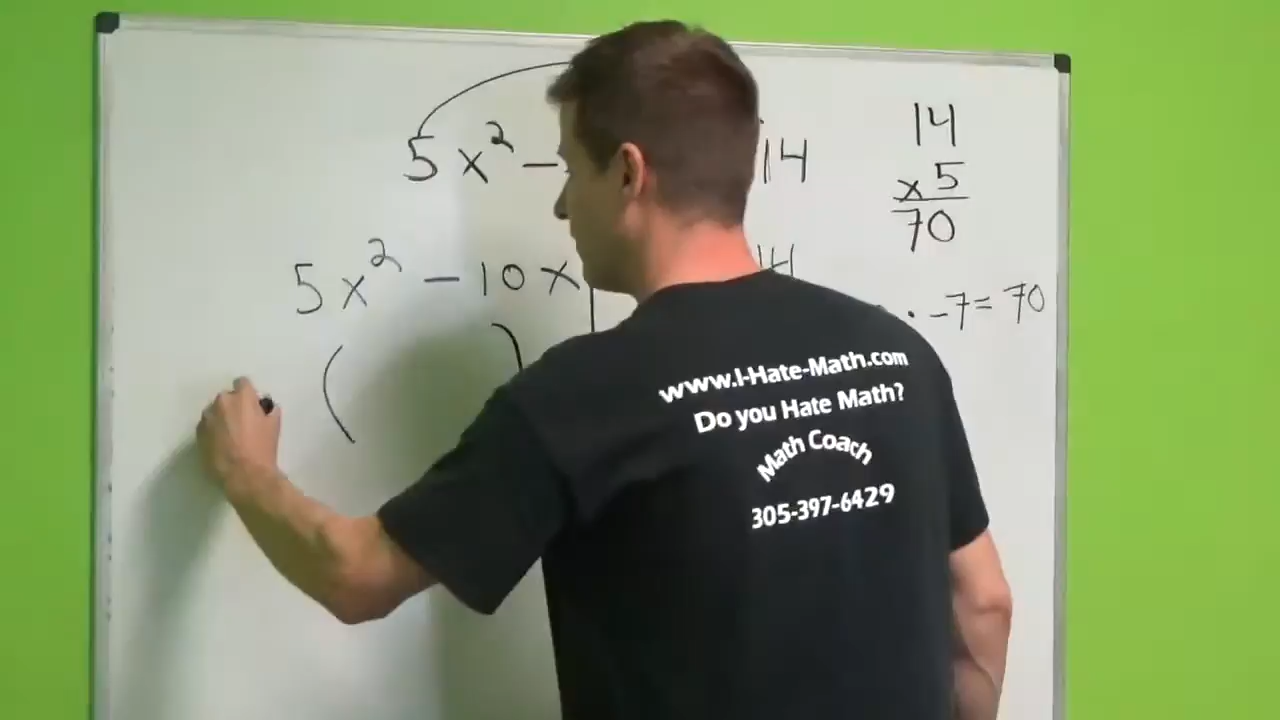 5x² − 14
14
x 5
70
5x² − 10x 14
· −7 = 70
( )
www.I-Hate-Math.com
Do you Hate Math?
Math Coach
305-397-6429